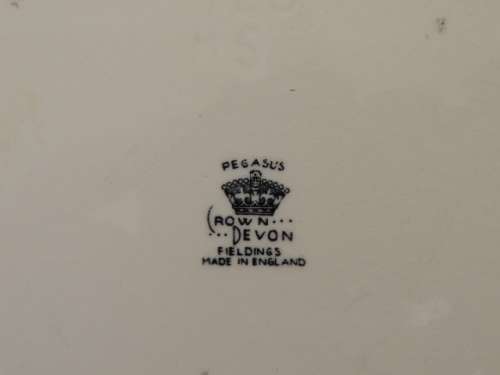 PEGASUS
CROWN...
...DEVON
FIELDINGS
MADE IN ENGLAND